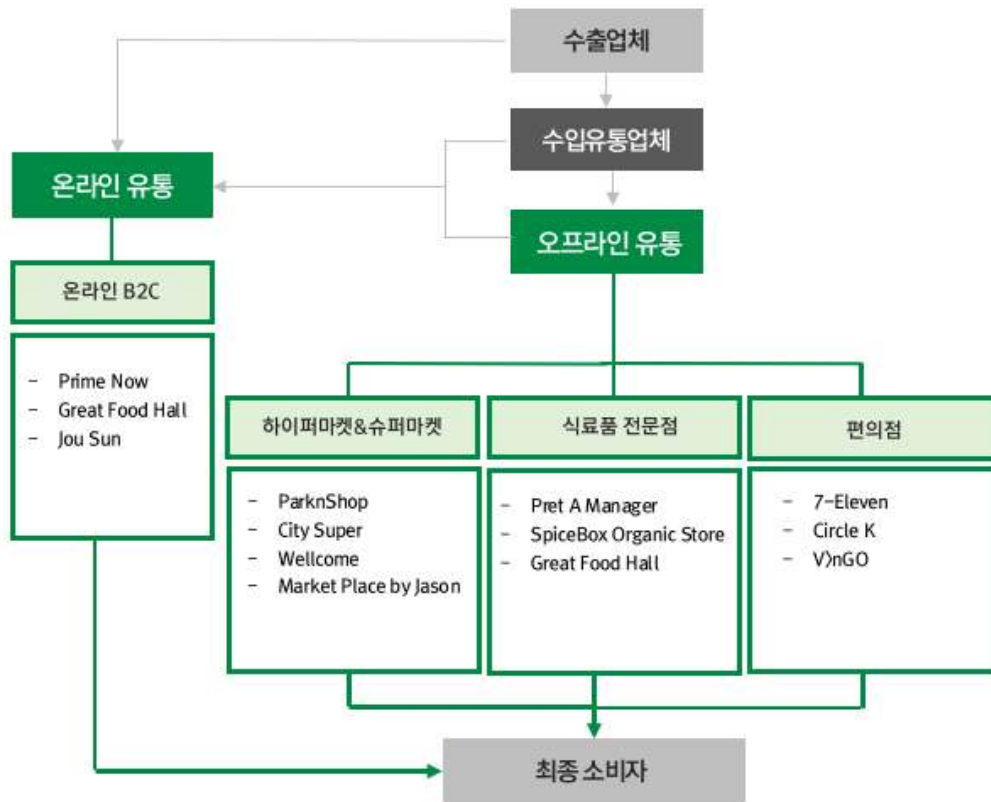 수출업체
수입유통업체
온라인 유통
오프라인 유통
온라인 B2C
- Prime Now
- Great Food Hall
- Jou Sun
하이퍼마켓&슈퍼마켓
- ParknShop
- City Super
- Wellcome
- Market Place by Jason
식료품 전문점
- Pret A Manager
- SpiceBox Organic Store
- Great Food Hall
편의점
- 7-Eleven
- Circle K
- V>nGO
최종 소비자